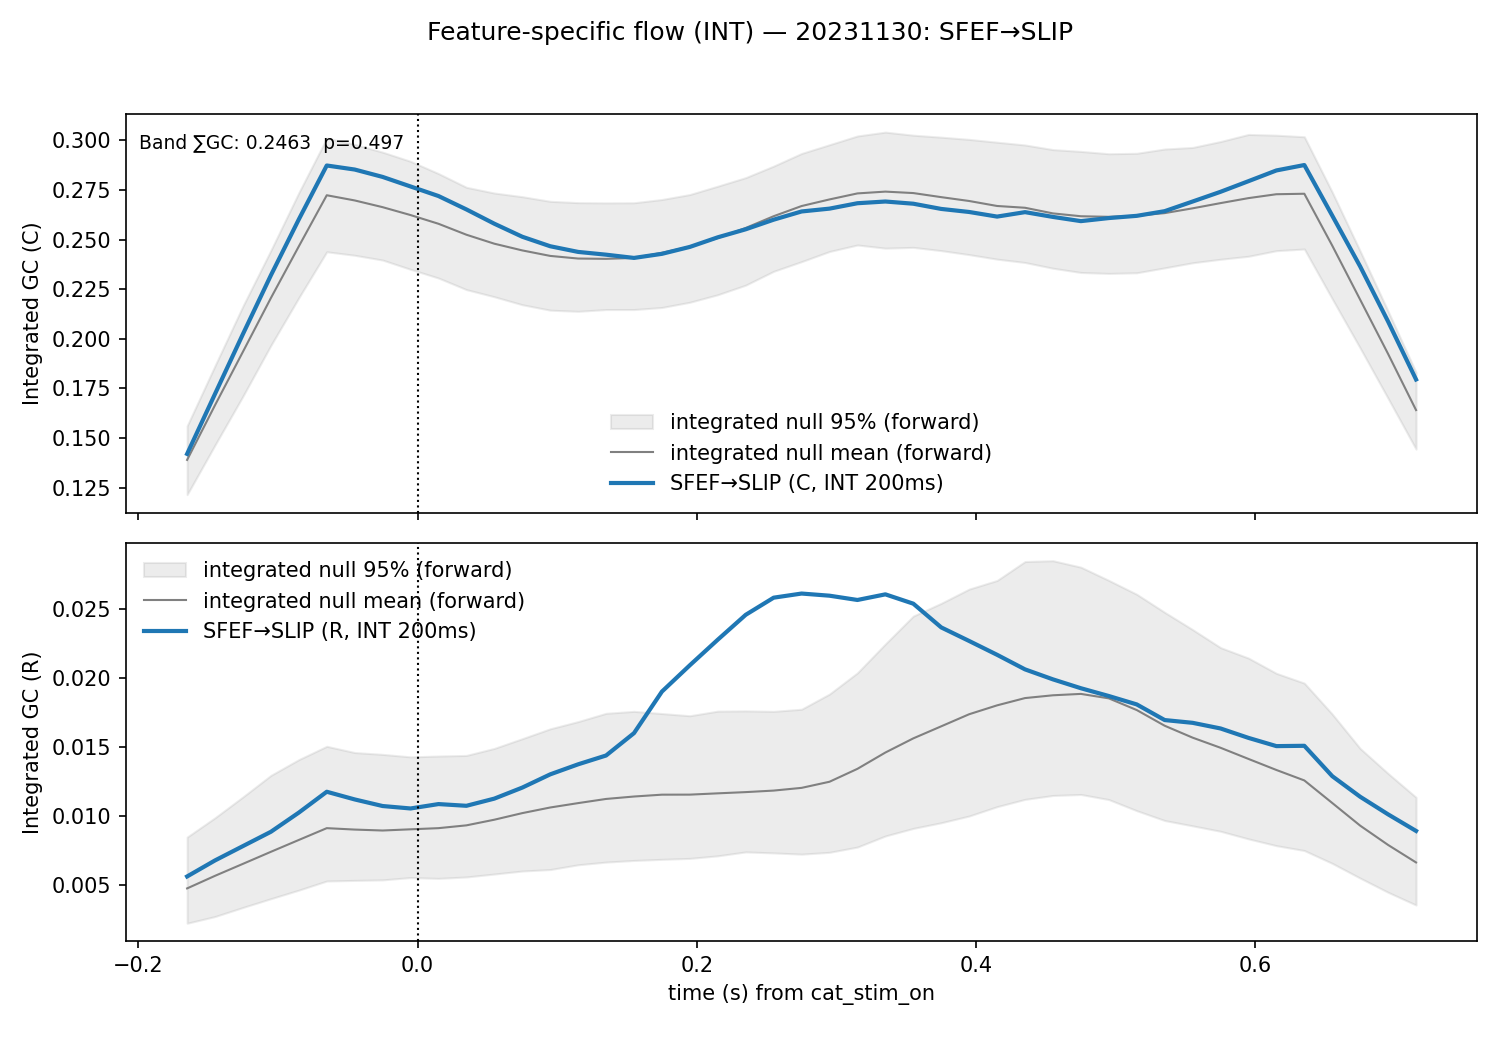 Feature-specific flow (INT) — 20231130: SFEF→SLIP
Band ∑GC: 0.2463  p=0.497
0.300
0.275
0.250
0.225
0.200
0.175
0.150
0.125
Integrated GC (C)
integrated null 95% (forward)
integrated null mean (forward)
SFEF→SLIP (C, INT 200ms)
integrated null 95% (forward)
integrated null mean (forward)
SFEF→SLIP (R, INT 200ms)
0.025
0.020
0.015
0.010
0.005
Integrated GC (R)
−0.2 0.0 0.2 0.4 0.6
time (s) from cat_stim_on